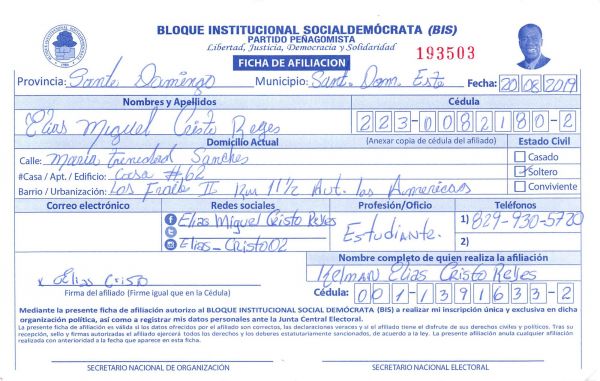 BLOQUE INSTITUCIONAL SOCIALDEMÓCRATA (BIS)
PARTIDO PEÑAGOMISTA
Libertad, Justicia, Democracia y Solidaridad
FICHA DE AFILIACION
193503
Provincia: Santo Domingo Municipio: Sant. Dom. Este Fecha: 20/08/2019
Nombres y Apellidos Cédula
Elias Miguel Cristo Reyes 223-0082180-2
Domicilio Actual (Anexar copia de cédula del afiliado) Estado Civil
Calle: Maria trenidad Sanches Casado
#Casa / Apt. / Edificio: Casa #62 Soltero
Barrio / Urbanización: Los Fraile II Km 11 1/2 Aut. las Americas Conviviente
Correo electrónico Redes sociales Profesión/Oficio Teléfonos
Elias Miguel Cristo Reyes Estudiante. 1) 829-930-5720
Elias_Cristo02 2)
Nombre completo de quien realiza la afiliación
x Elias Cristo Kelman Elias Cristo Reyes
Firma del afiliado (Firme igual que en la Cédula) Cédula: 001-1391633-2
Mediante la presente ficha de afiliación autorizo al BLOQUE INSTITUCIONAL SOCIAL DEMÓCRATA (BIS) a realizar mi inscripción única y exclusiva en dicha
organización política, así como a registrar mis datos personales ante la Junta Central Electoral.
La presente ficha de afiliación es válida si los datos ofrecidos por el afiliado son correctos, las declaraciones veraces y si el afiliado tiene el disfrute de sus derechos civiles y políticos. Tras su
recepción, sello y firmas autorizadas el afiliado ejercerá todos los derechos y los deberes estatutariamente sancionados, de acuerdo a la ley. La presente afiliación anula cualquier afiliación
realizada con anterioridad a la fecha que aparece en esta ficha.
SECRETARIO NACIONAL DE ORGANIZACIÓN SECRETARIO NACIONAL ELECTORAL